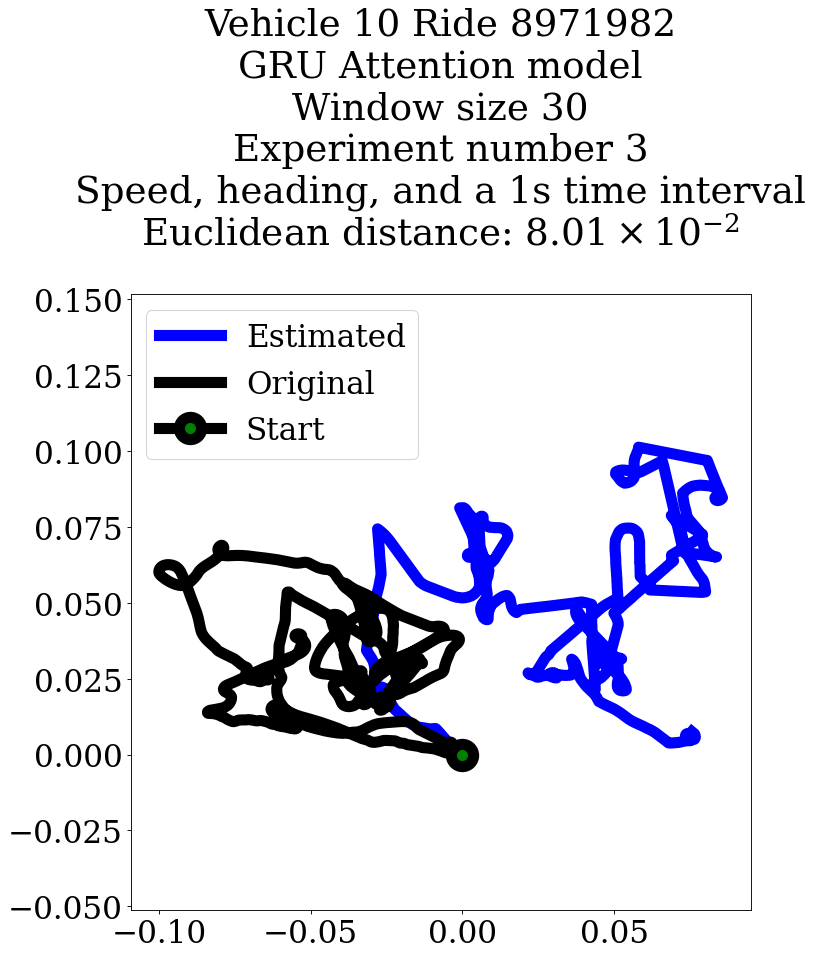 Vehicle 10 Ride 8971982
GRU Attention model
Window size 30
Experiment number 3
Speed, heading, and a 1s time interval
Euclidean distance: 8.01 × 10⁻²
0.150
Estimated
0.125
Original
Start
0.100
0.075
0.050
0.025
0.000
−0.025
−0.050
−0.10 −0.05 0.00 0.05